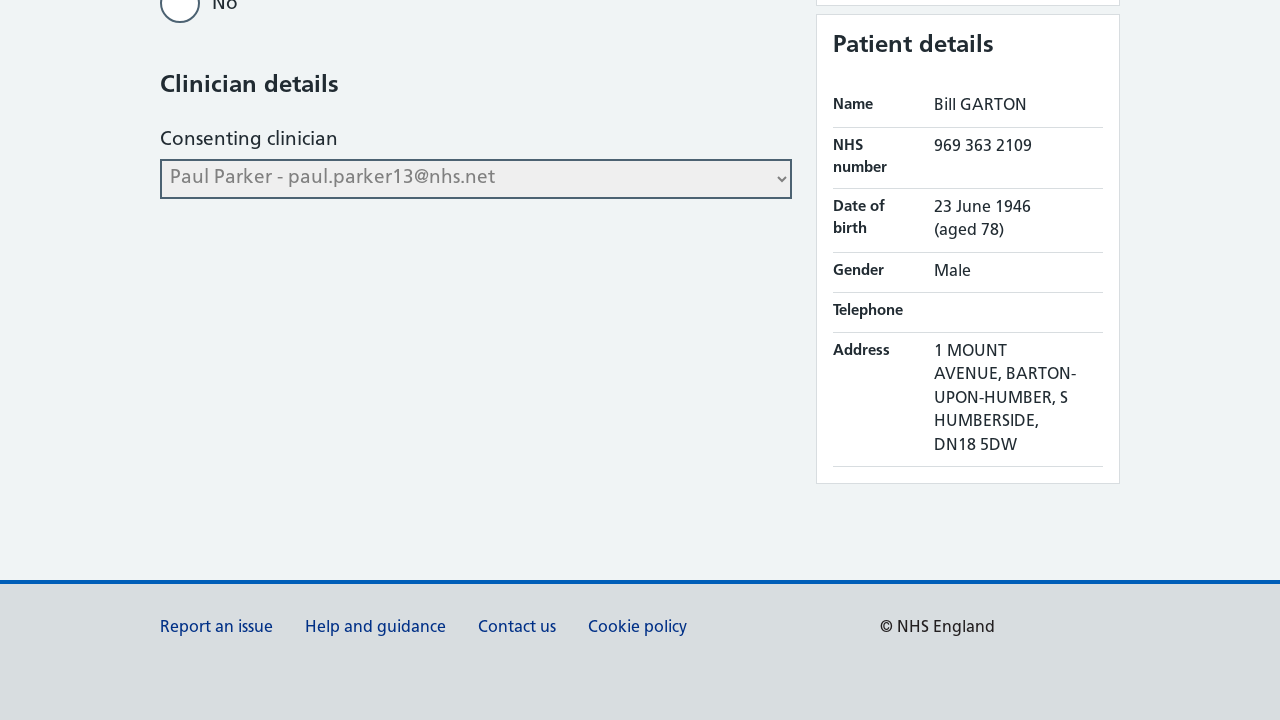 No
Clinician details
Consenting clinician
Paul Parker - paul.parker13@nhs.net
Patient details
Name Bill GARTON
NHS number 969 363 2109
Date of birth 23 June 1946 (aged 78)
Gender Male
Telephone
Address 1 MOUNT
AVENUE, BARTON-
UPON-HUMBER, S
HUMBERSIDE,
DN18 5DW
Report an issue Help and guidance Contact us Cookie policy © NHS England